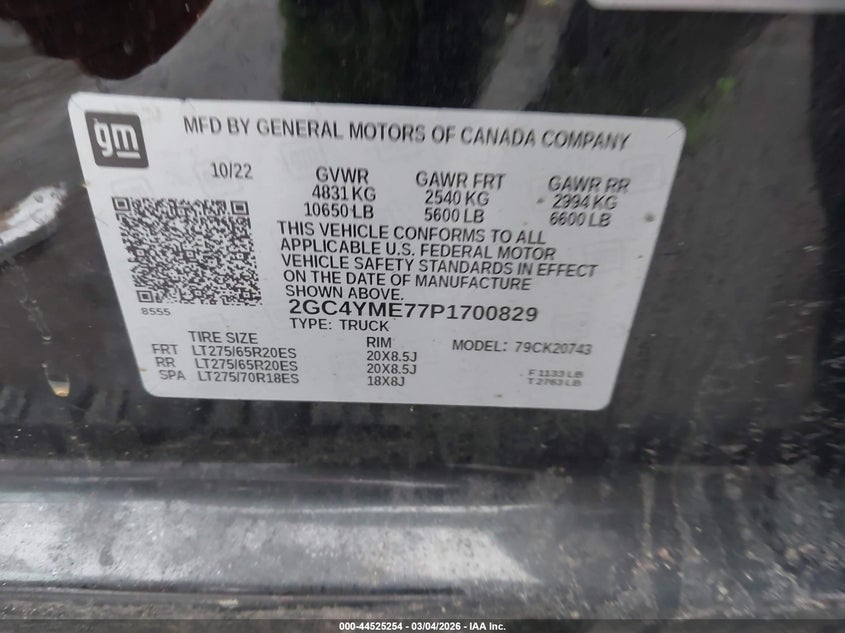 gm
MFD BY GENERAL MOTORS OF CANADA COMPANY
10/22
GVWR
4831 KG
10650 LB
GAWR FRT
2540 KG
5600 LB
GAWR RR
2994 KG
6600 LB
THIS VEHICLE CONFORMS TO ALL
APPLICABLE U.S. FEDERAL MOTOR
VEHICLE SAFETY STANDARDS IN EFFECT
ON THE DATE OF MANUFACTURE
SHOWN ABOVE.
8555
2GC4YME77P1700829
TYPE: TRUCK
TIRE SIZE RIM MODEL: 79CK20743
FRT LT275/65R20ES 20X8.5J
RR LT275/65R20ES 20X8.5J
SPA LT275/70R18ES 18X8J
F 1133 LB
T 2763 LB
000-44525254 - 03/04/2026 - IAA Inc.